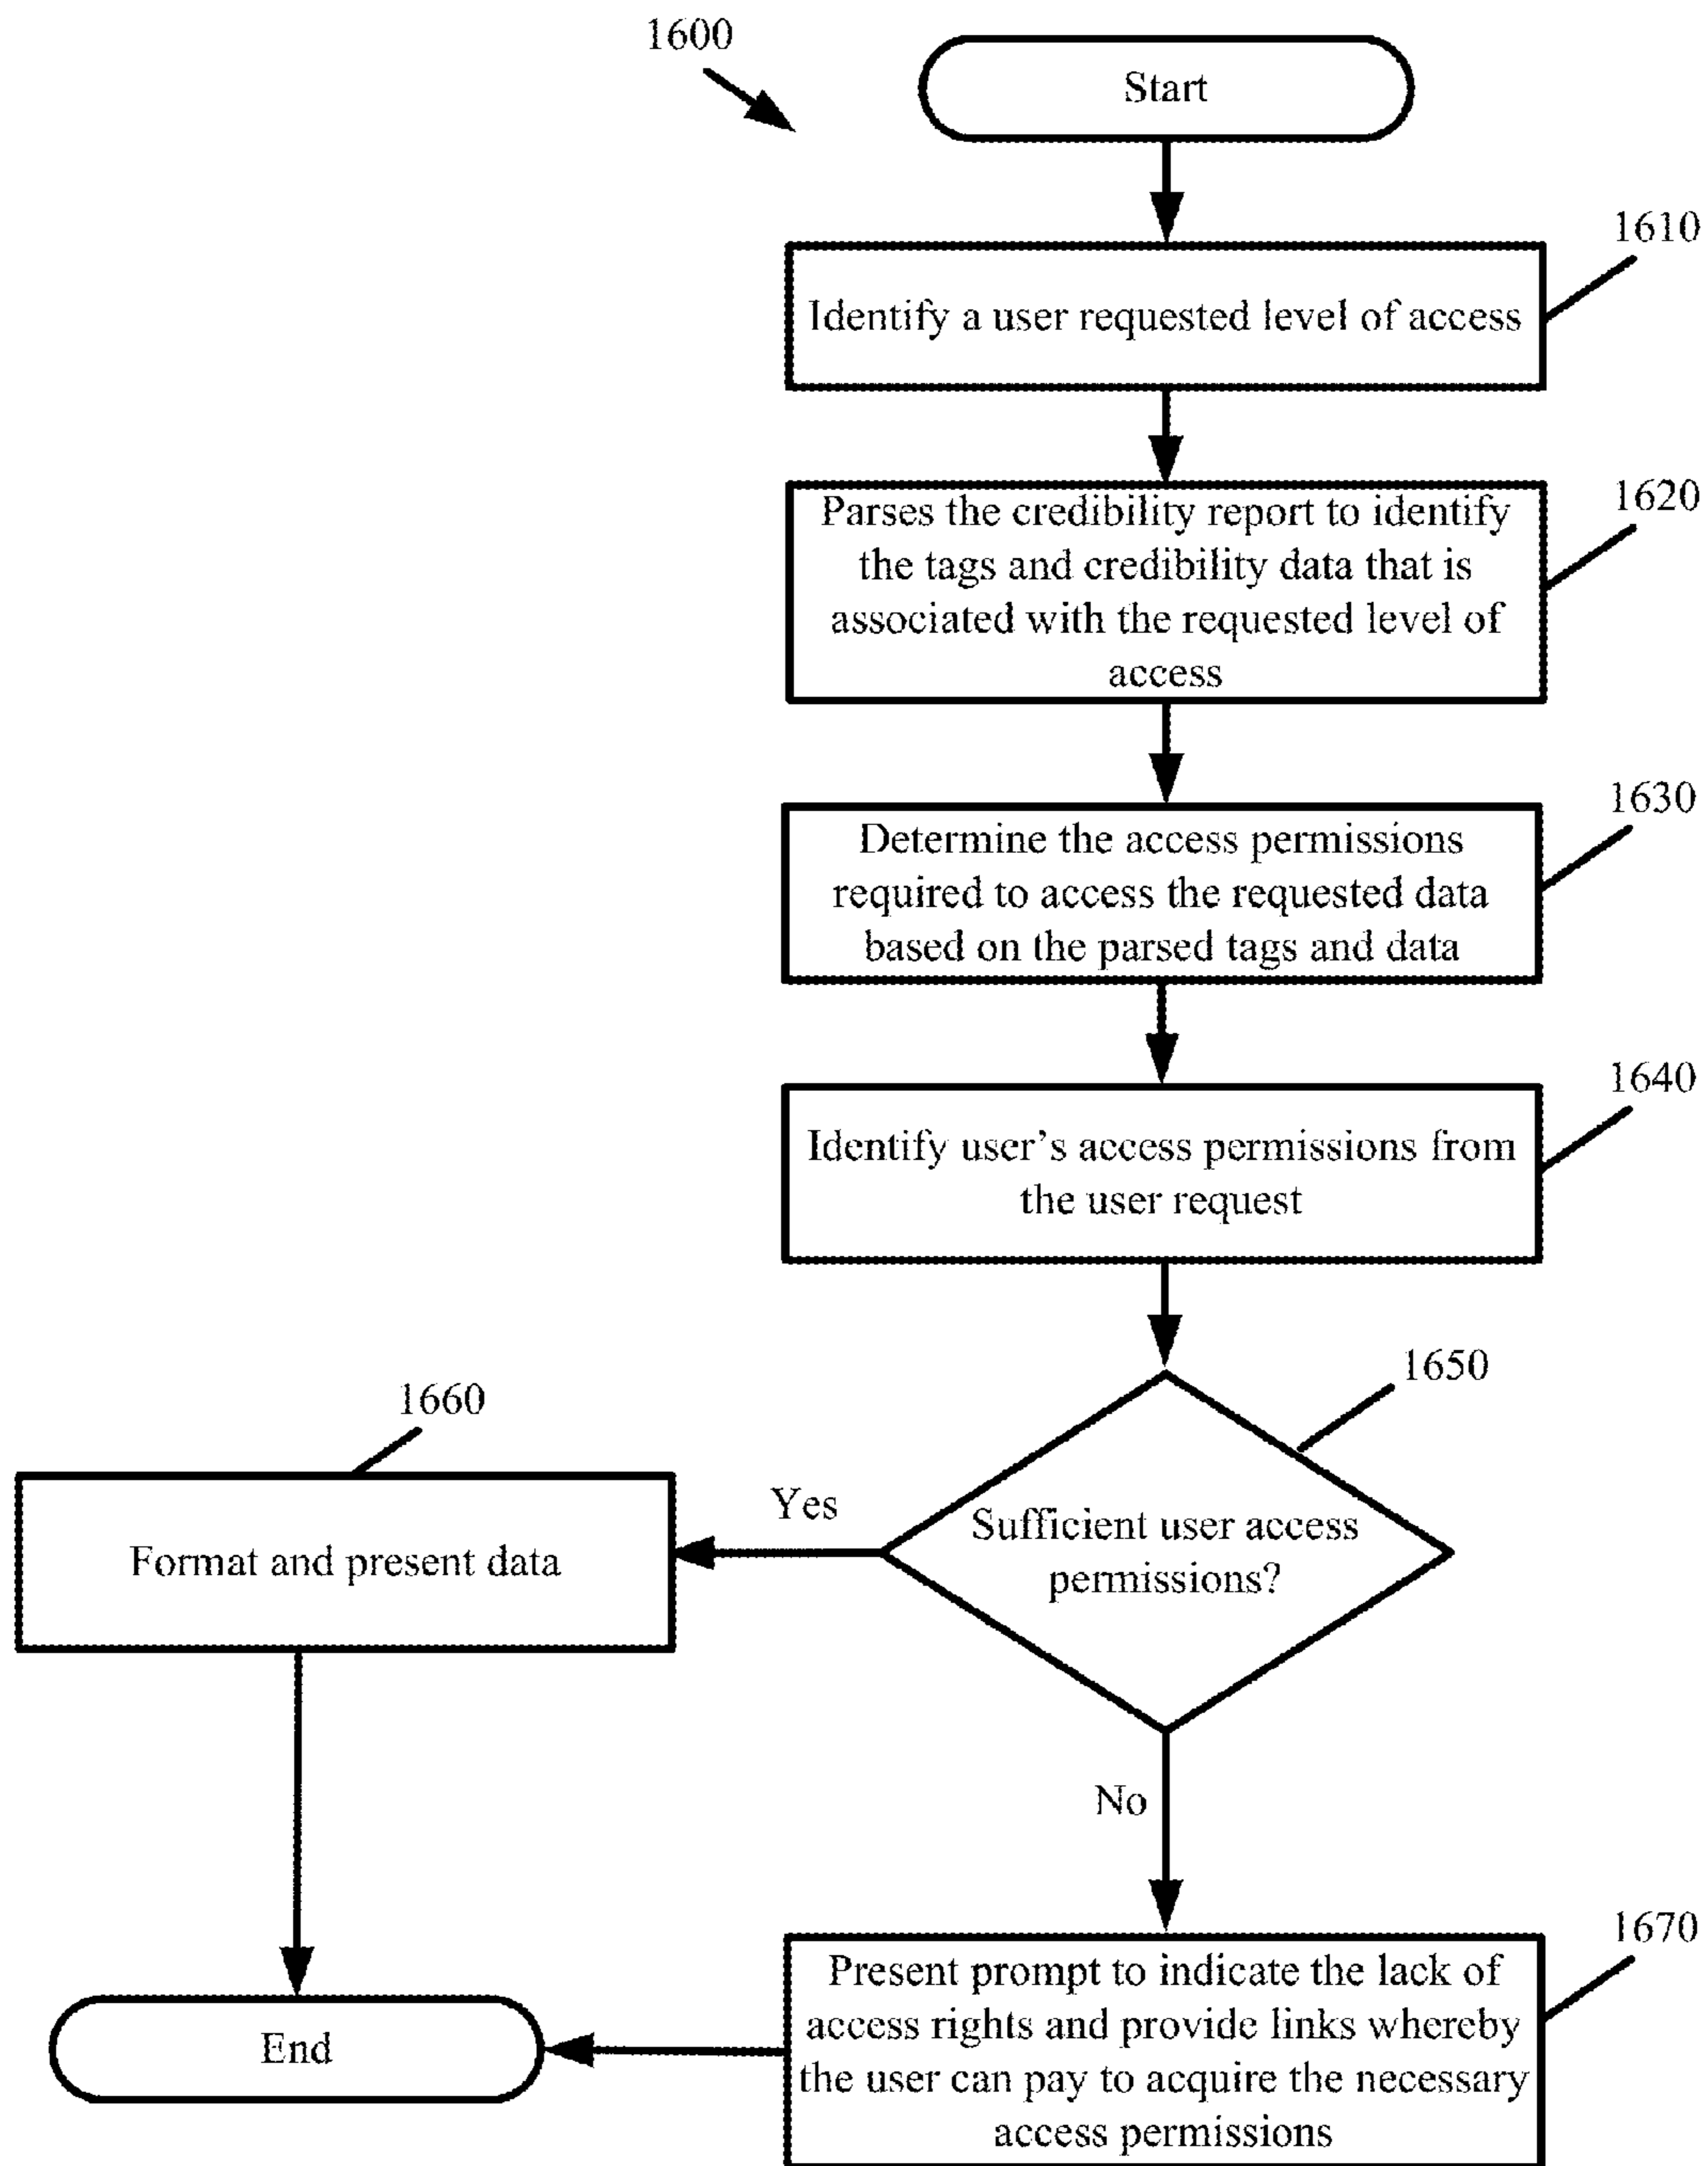 1600
Start
1610
Identify a user requested level of access
1620
Parses the credibility report to identify
the tags and credibility data that is
associated with the requested level of
access
1630
Determine the access permissions
required to access the requested data
based on the parsed tags and data
1640
Identify user's access permissions from
the user request
1650
Sufficient user access
permissions?
Yes
1660
Format and present data
No
1670
Present prompt to indicate the lack of
access rights and provide links whereby
the user can pay to acquire the necessary
access permissions
End